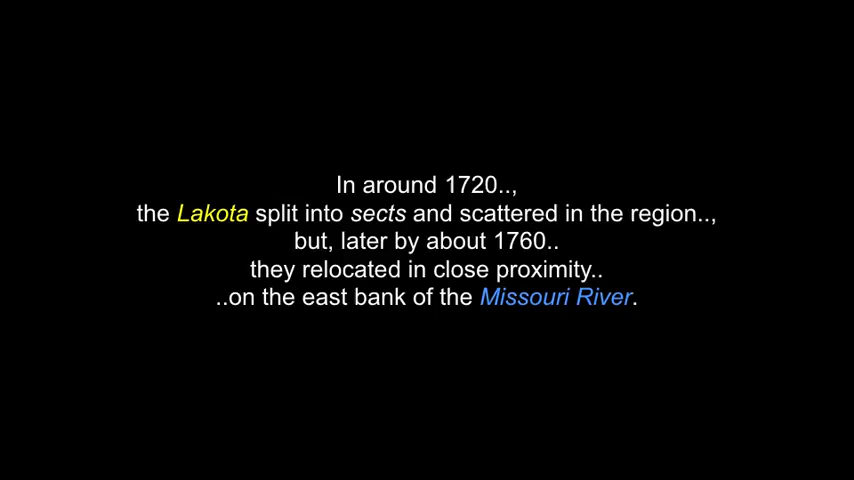 In around 1720..,
the Lakota split into sects and scattered in the region..,
but, later by about 1760..
they relocated in close proximity..
..on the east bank of the Missouri River.